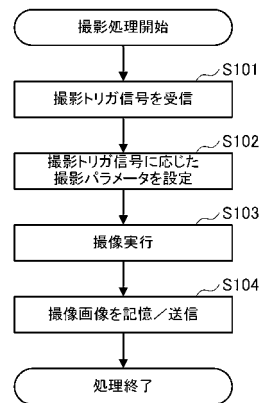 撮影処理開始
S101
撮影トリガ信号を受信
S102
撮影トリガ信号に応じた
撮影パラメータを設定
S103
撮像実行
S104
撮像画像を記憶／送信
処理終了